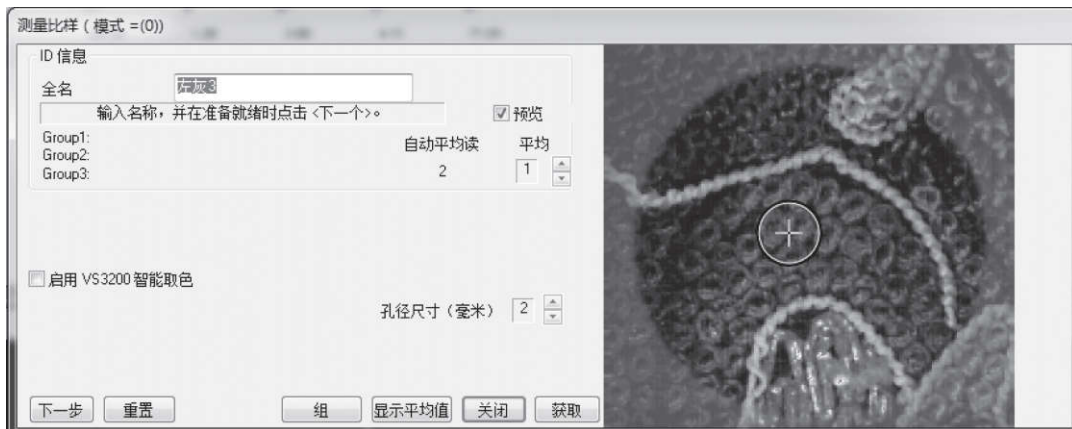 测量比样 ( 模式 =(0))
ID 信息
全名 左灰3
输入名称，并在准备就绪时点击 <下一个>。 预览
Group1: 自动平均读 平均
Group2:
Group3: 2 1
启用 VS3200 智能取色
孔径尺寸（毫米） 2
下一步 重置 组 显示平均值 关闭 获取